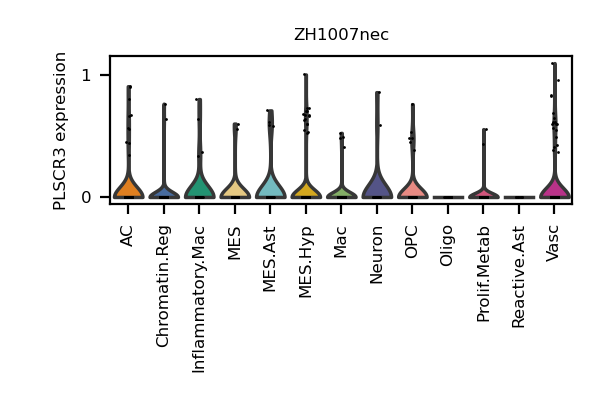 ZH1007nec
PLSCR3 expression
1
0
AC
Chromatin.Reg
Inflammatory.Mac
MES
MES.Ast
MES.Hyp
Mac
Neuron
OPC
Oligo
Prolif.Metab
Reactive.Ast
Vasc